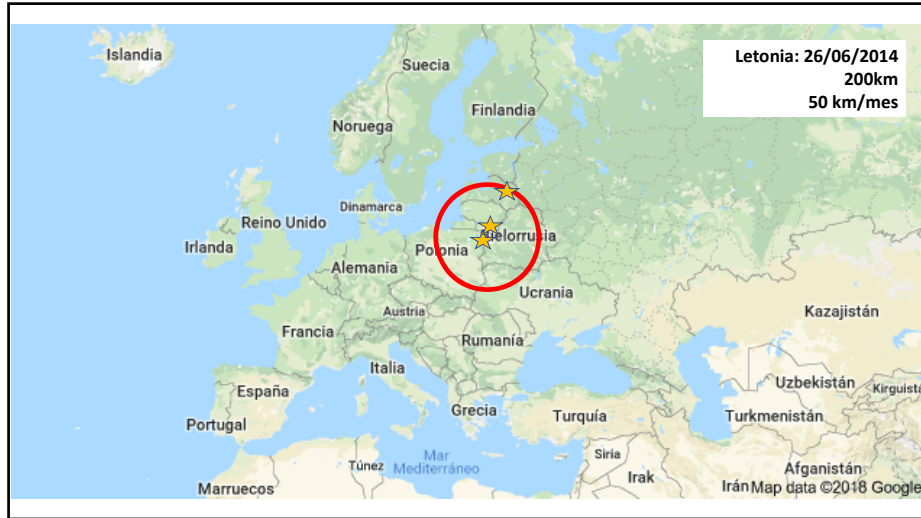 Letonia: 26/06/2014
200km
50 km/mes
Islandia
Suecia
Finlandia
Noruega
Dinamarca
Reino Unido
Irlanda
Bielorrusia
Polonia
Alemania
Ucrania
Kazajistán
Austria
Francia
Rumanía
Italia
Uzbekistán
Kirguistá
España
Portugal
Grecia
Turquía
Turkmenistán
Mar
Mediterráneo
Túnez
Siria
Irak
Afganistán
Marruecos
Irán
Map data ©2018 Google